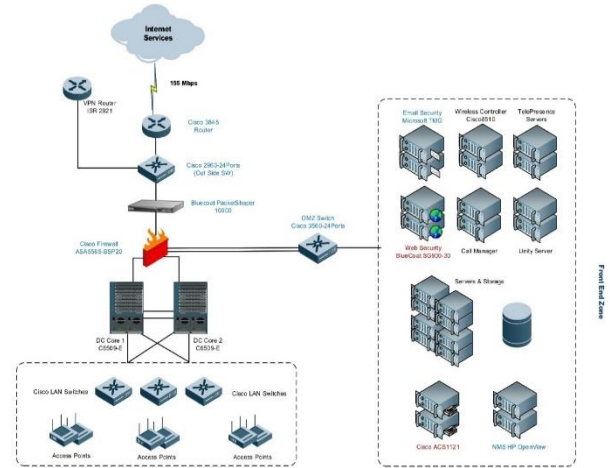 Internet
Services
155 Mbps
VPN Router
ISR 2921
Cisco 3845
Router
Cisco 2960-24Ports
(Out Side SW)
Bluecoat PacketShaper
10000
Cisco Firewall
ASA5585-SSP20
DMZ Switch
Cisco 3560-24Ports
DC Core 1
C6509-E
DC Core 2
C6509-E
Cisco LAN Switches
Cisco LAN Switches
Access Points
Access Points
Access Points
Email Security
Microsoft TMG
Wireless Controller
Cisco8510
TelePresence
Servers
Web Security
BlueCoat SG900-30
Call Manager
Unity Server
Servers & Storage
Cisco ACS1121
NMS HP OpenView
Front End Zone